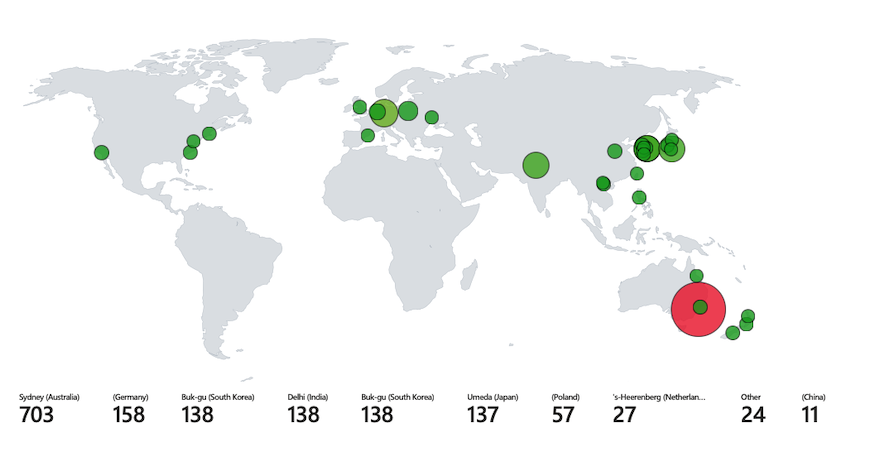 Sydney (Australia) (Germany) Buk-gu (South Korea) Delhi (India) Buk-gu (South Korea) Umeda (Japan) (Poland) 's-Heerenberg (Netherlan... Other (China)
703 158 138 138 138 137 57 27 24 11